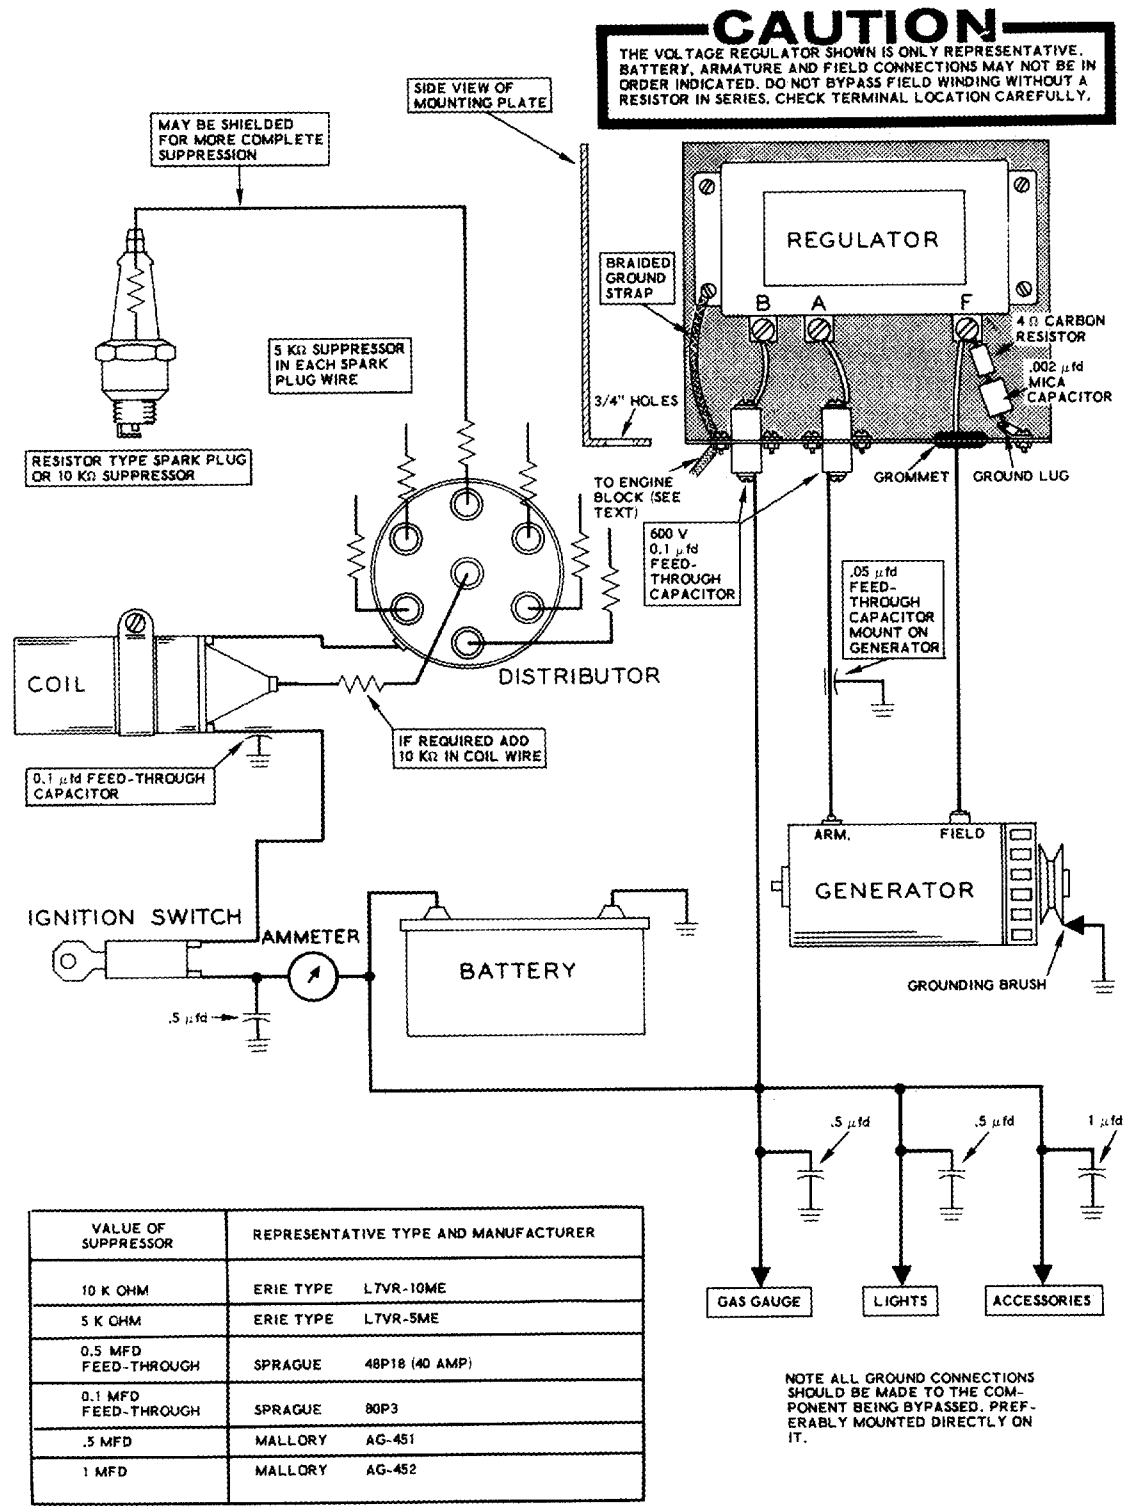 CAUTION
THE VOLTAGE REGULATOR SHOWN IS ONLY REPRESENTATIVE.
BATTERY, ARMATURE AND FIELD CONNECTIONS MAY NOT BE IN
ORDER INDICATED. DO NOT BYPASS FIELD WINDING WITHOUT A
RESISTOR IN SERIES. CHECK TERMINAL LOCATION CAREFULLY.
SIDE VIEW OF
MOUNTING PLATE
MAY BE SHIELDED
FOR MORE COMPLETE
SUPPRESSION
REGULATOR
BRAIDED
GROUND
STRAP
B
A
F
4 Ω CARBON
RESISTOR
.002 μfd
MICA
CAPACITOR
5 KΩ SUPPRESSOR
IN EACH SPARK
PLUG WIRE
3/4" HOLES
RESISTOR TYPE SPARK PLUG
OR 10 KΩ SUPPRESSOR
TO ENGINE
BLOCK (SEE
TEXT)
GROMMET
GROUND LUG
600 V
0.1 μfd
FEED-
THROUGH
CAPACITOR
.05 μfd
FEED-
THROUGH
CAPACITOR
MOUNT ON
GENERATOR
COIL
DISTRIBUTOR
IF REQUIRED ADD
10 KΩ IN COIL WIRE
0.1 μfd FEED-THROUGH
CAPACITOR
ARM.
FIELD
GENERATOR
IGNITION SWITCH
AMMETER
BATTERY
GROUNDING BRUSH
.5 μfd
.5 μfd
.5 μfd
1 μfd
GAS GAUGE
LIGHTS
ACCESSORIES
VALUE OF
SUPPRESSOR
REPRESENTATIVE TYPE AND MANUFACTURER
10 K OHM ERIE TYPE L7VR-10ME
5 K OHM ERIE TYPE L7VR-5ME
0.5 MFD
FEED-THROUGH SPRAGUE 48P18 (40 AMP)
0.1 MFD
FEED-THROUGH SPRAGUE 80P3
.5 MFD MALLORY AG-451
1 MFD MALLORY AG-452
NOTE ALL GROUND CONNECTIONS
SHOULD BE MADE TO THE COM-
PONENT BEING BYPASSED. PREF-
ERABLY MOUNTED DIRECTLY ON
IT.